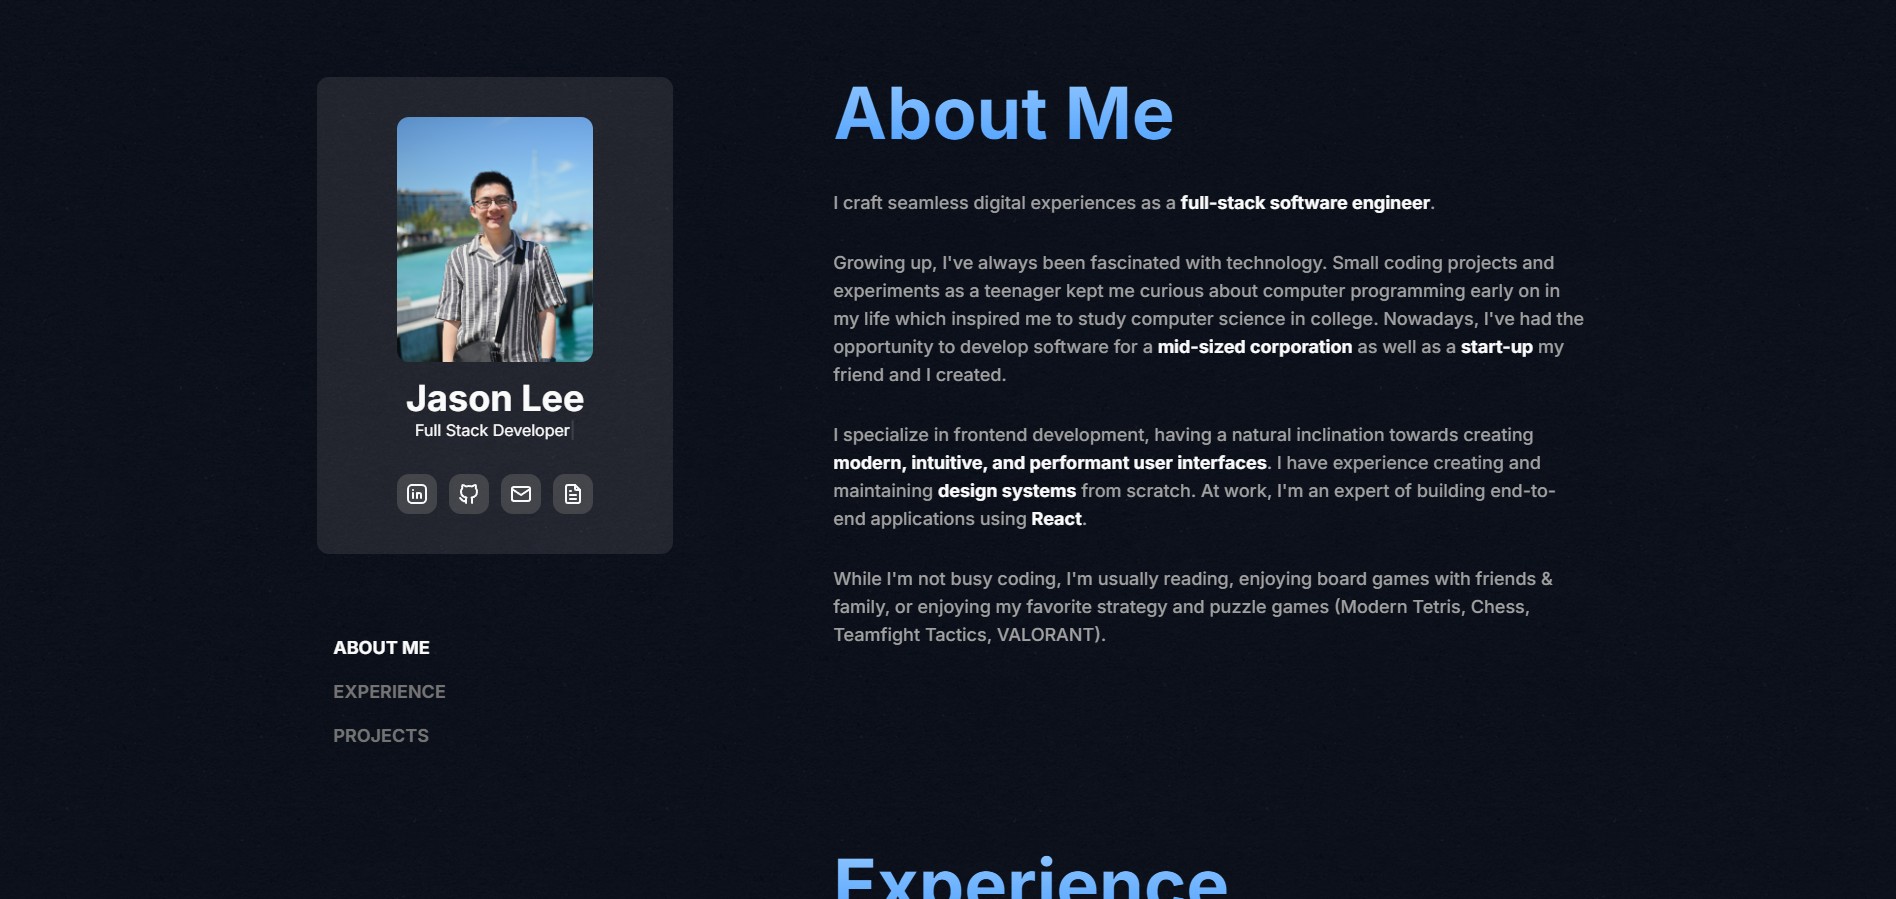 Jason Lee
Full Stack Developer
ABOUT ME
EXPERIENCE
PROJECTS
About Me
I craft seamless digital experiences as a full-stack software engineer.
Growing up, I've always been fascinated with technology. Small coding projects and
experiments as a teenager kept me curious about computer programming early on in
my life which inspired me to study computer science in college. Nowadays, I've had the
opportunity to develop software for a mid-sized corporation as well as a start-up my
friend and I created.
I specialize in frontend development, having a natural inclination towards creating
modern, intuitive, and performant user interfaces. I have experience creating and
maintaining design systems from scratch. At work, I'm an expert of building end-to-
end applications using React.
While I'm not busy coding, I'm usually reading, enjoying board games with friends &
family, or enjoying my favorite strategy and puzzle games (Modern Tetris, Chess,
Teamfight Tactics, VALORANT).
Experience